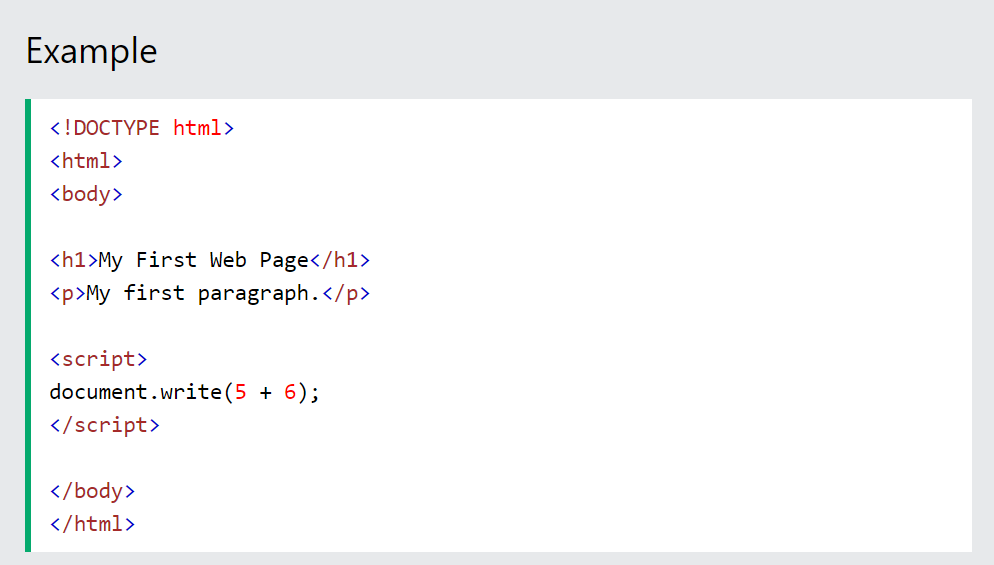 Example
<!DOCTYPE html>
<html>
<body>
<h1>My First Web Page</h1>
<p>My first paragraph.</p>
<script>
document.write(5 + 6);
</script>
</body>
</html>